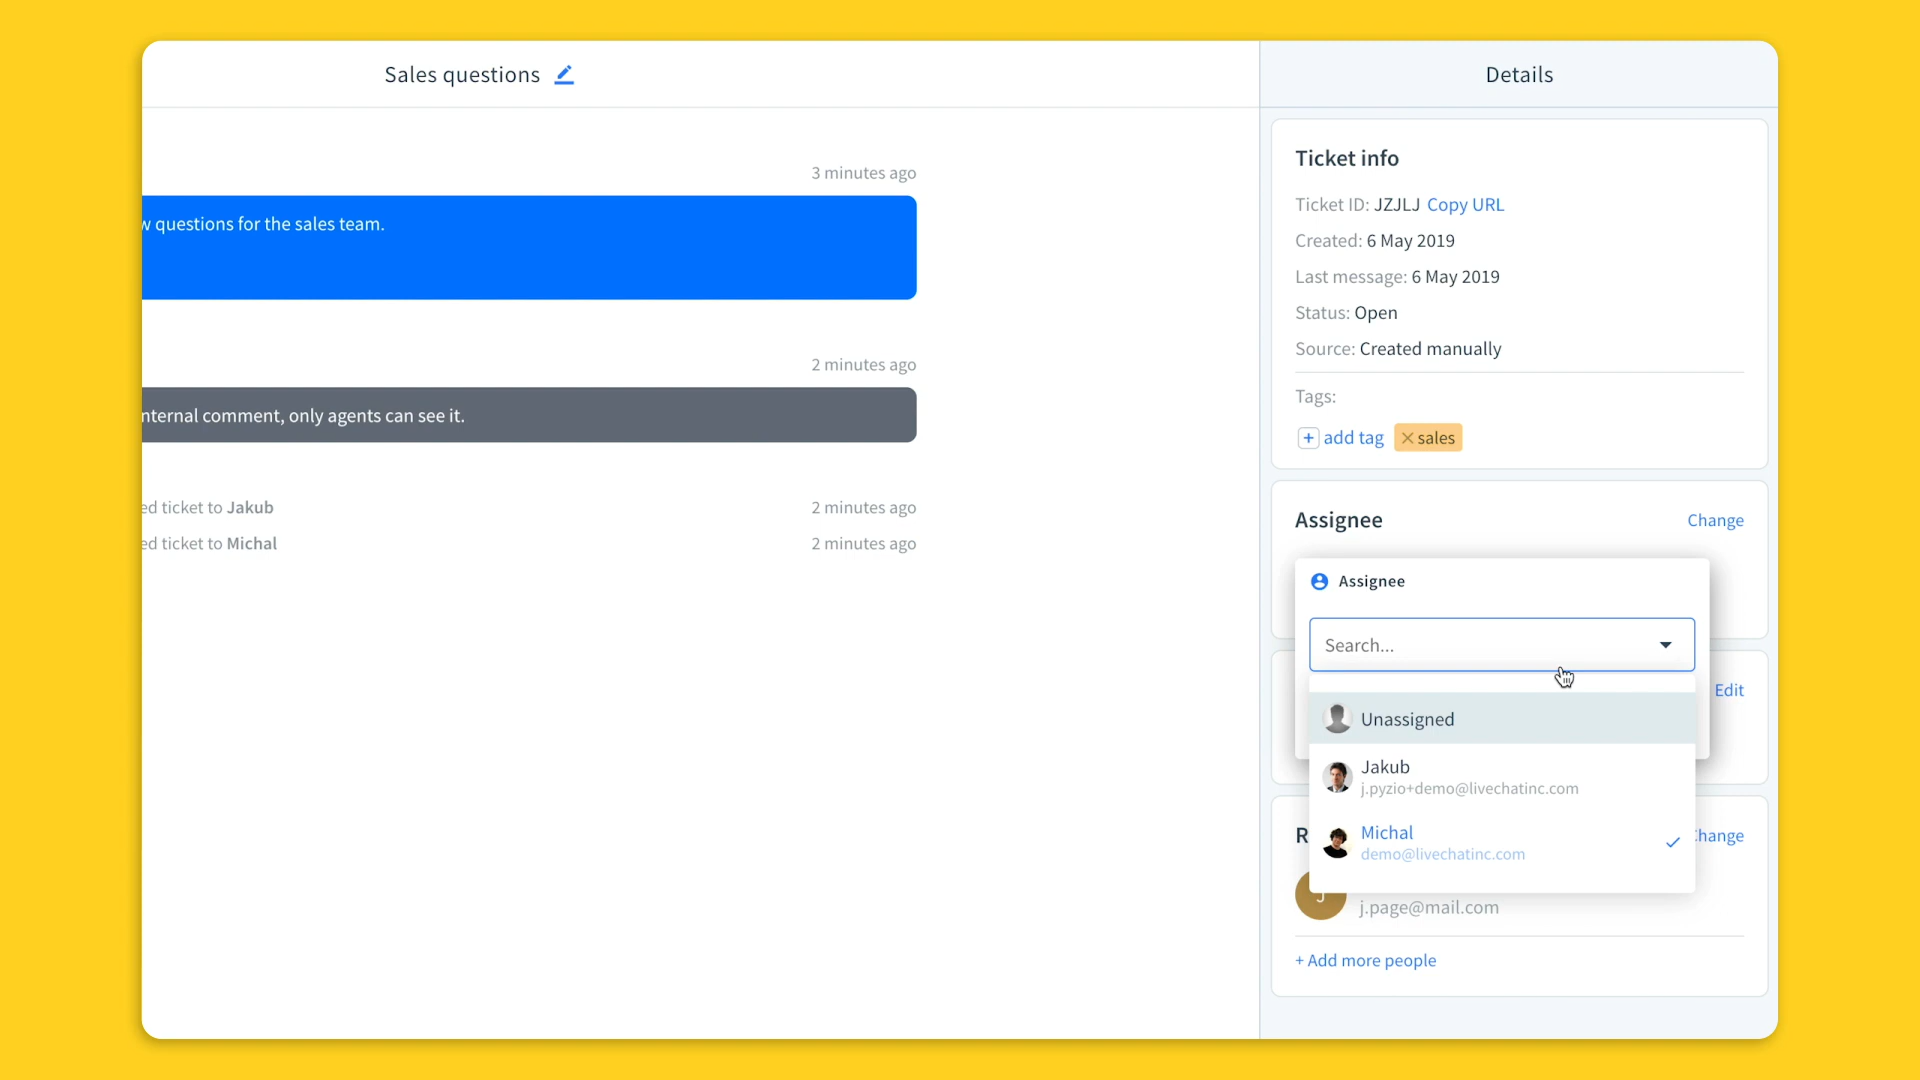 Sales questions
3 minutes ago
questions for the sales team.
2 minutes ago
comment, only agents can see it.
ticket to Jakub
2 minutes ago
ticket to Michal
2 minutes ago
Details
Ticket info
Ticket ID: JZJLJ Copy URL
Created: 6 May 2019
Last message: 6 May 2019
Status: Open
Source: Created manually
Tags:
+ add tag × sales
Assignee
Change
Assignee
Search...
Edit
Unassigned
Jakub
j.pyzio+demo@livechatinc.com
Michal
demo@livechatinc.com
j.page@mail.com
+ Add more people